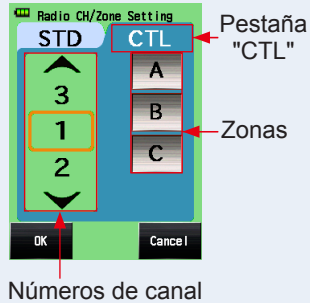 Radio CH/Zone Setting
STD
CTL
Pestaña
"CTL"
3
1
2
A
B
C
Zonas
OK
Cancel
Números de canal